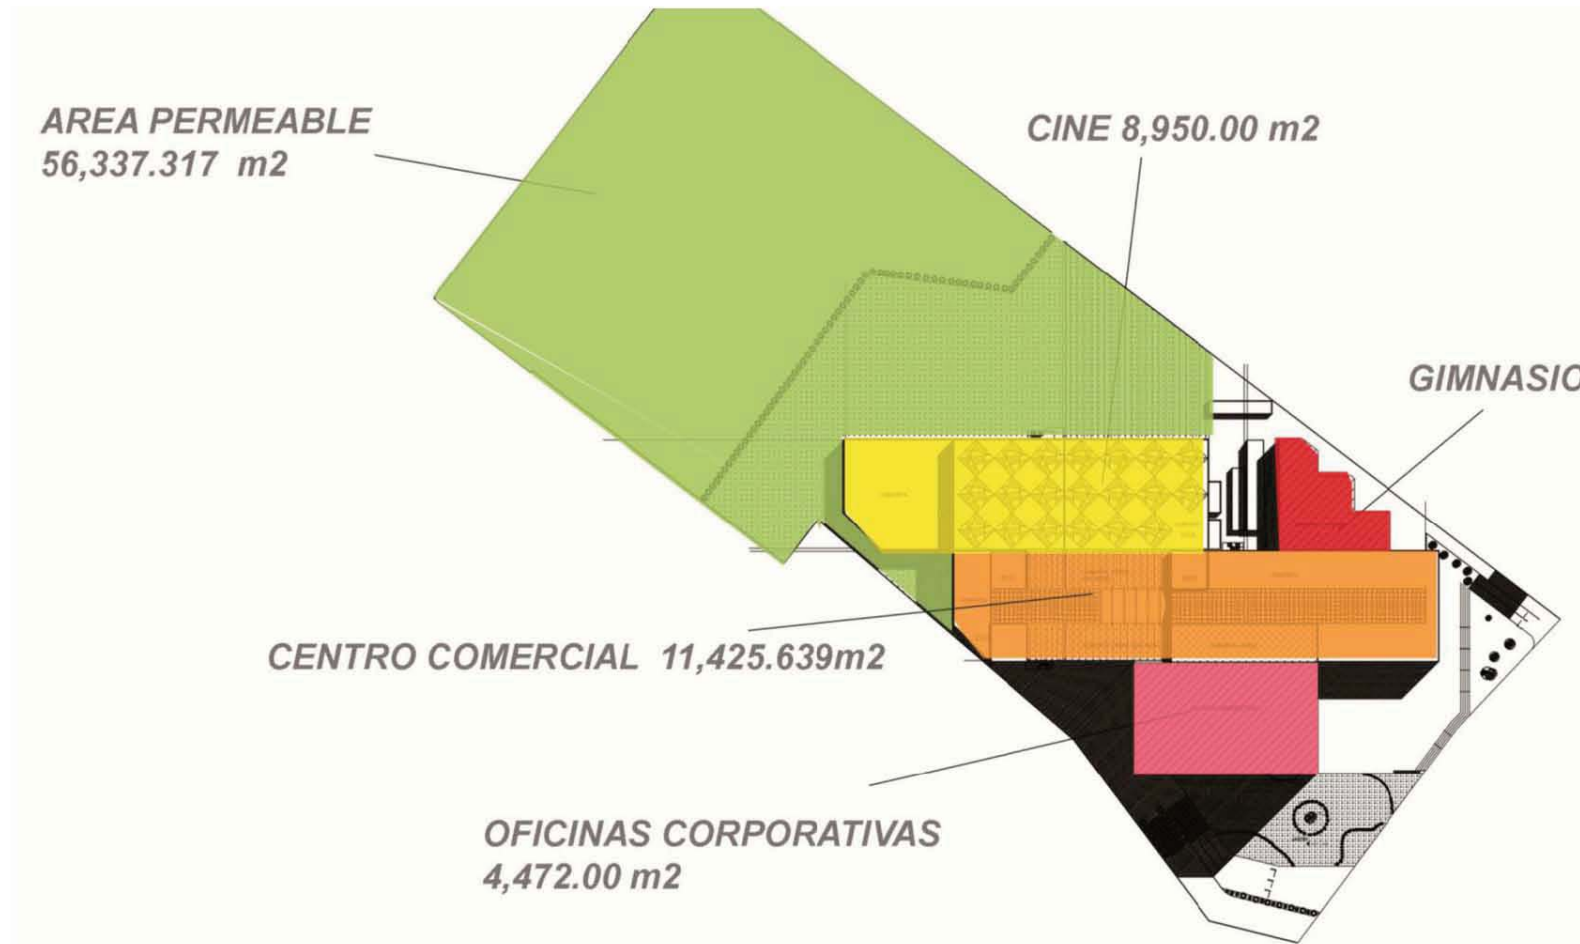 AREA PERMEABLE
56,337.317 m2
CINE 8,950.00 m2
GIMNASIO
CENTRO COMERCIAL 11,425.639m2
OFICINAS CORPORATIVAS
4,472.00 m2